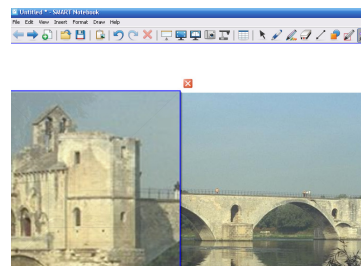 Untitled * - SMART Notebook
File Edit View Insert Format Draw Help